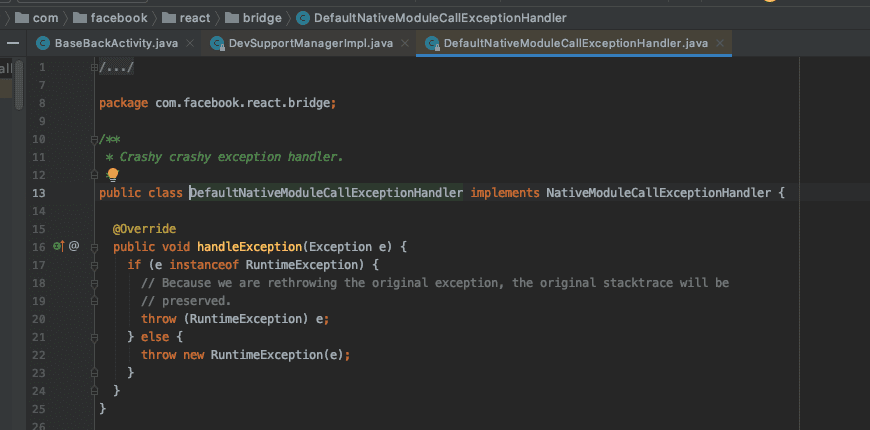 com facebook react bridge DefaultNativeModuleCallExceptionHandler
BaseBackActivity.java DevSupportManagerImpl.java DefaultNativeModuleCallExceptionHandler.java
1 /.../
7
8 package com.facebook.react.bridge;
9
10 /**
11 * Crashy crashy exception handler.
12
13 public class DefaultNativeModuleCallExceptionHandler implements NativeModuleCallExceptionHandler {
14
15 @Override
16 @ public void handleException(Exception e) {
17 if (e instanceof RuntimeException) {
18 // Because we are rethrowing the original exception, the original stacktrace will be
19 // preserved.
20 throw (RuntimeException) e;
21 } else {
22 throw new RuntimeException(e);
23 }
24 }
25 }
26